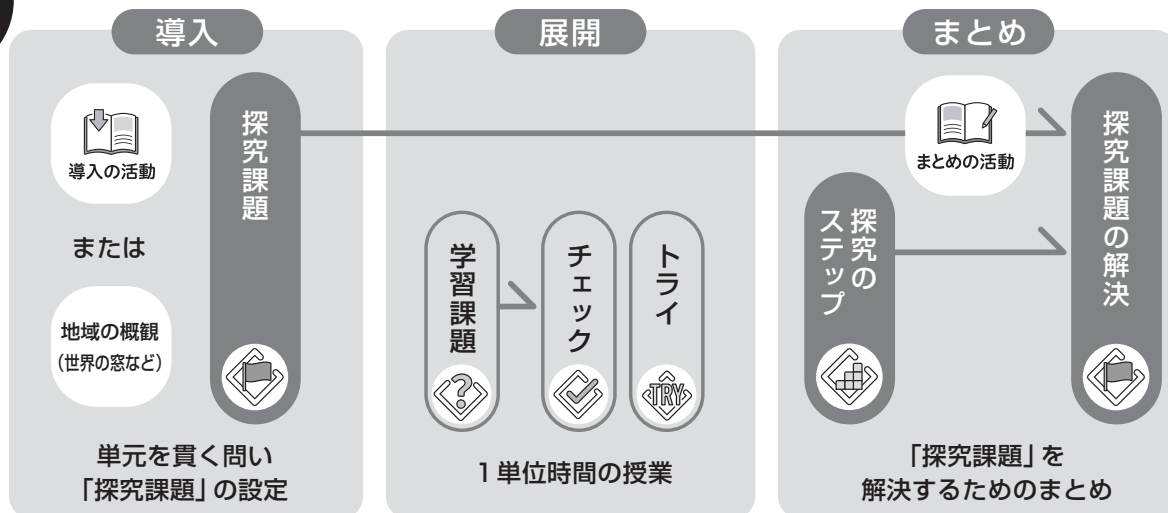 導入
導入の活動
または
地域の概観
(世界の窓など)
探究課題
単元を貫く問い
「探究課題」の設定
展開
学習課題
チェック
トライ
TRY
1単位時間の授業
まとめ
まとめの活動
探究の
ステップ
探究課題の解決
「探究課題」を
解決するためのまとめ